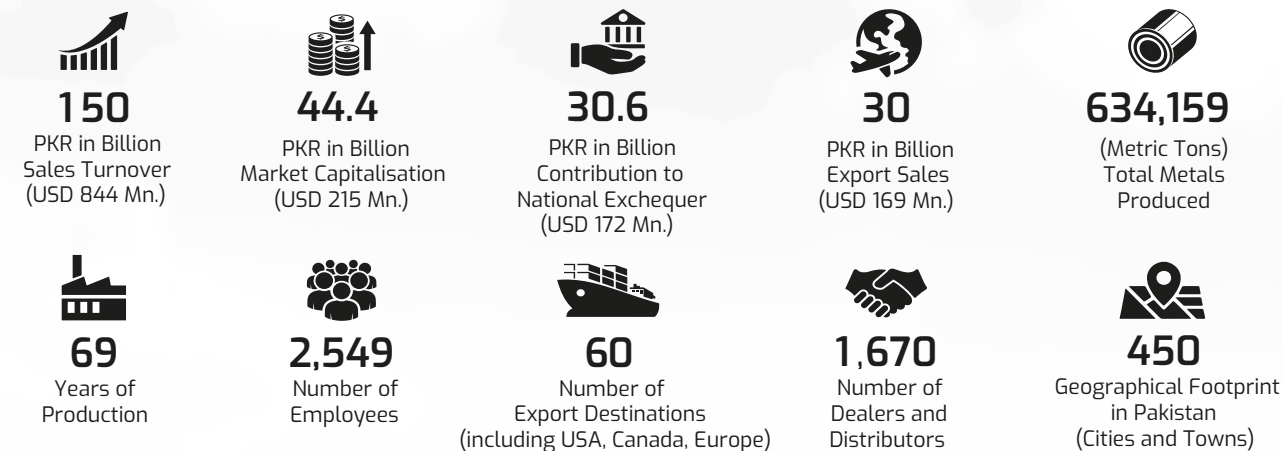 150
PKR in Billion
Sales Turnover
(USD 844 Mn.)
44.4
PKR in Billion
Market Capitalisation
(USD 215 Mn.)
30.6
PKR in Billion
Contribution to
National Exchequer
(USD 172 Mn.)
30
PKR in Billion
Export Sales
(USD 169 Mn.)
634,159
(Metric Tons)
Total Metals
Produced
69
Years of
Production
2,549
Number of
Employees
60
Number of
Export Destinations
(including USA, Canada, Europe)
1,670
Number of
Dealers and
Distributors
450
Geographical Footprint
in Pakistan
(Cities and Towns)